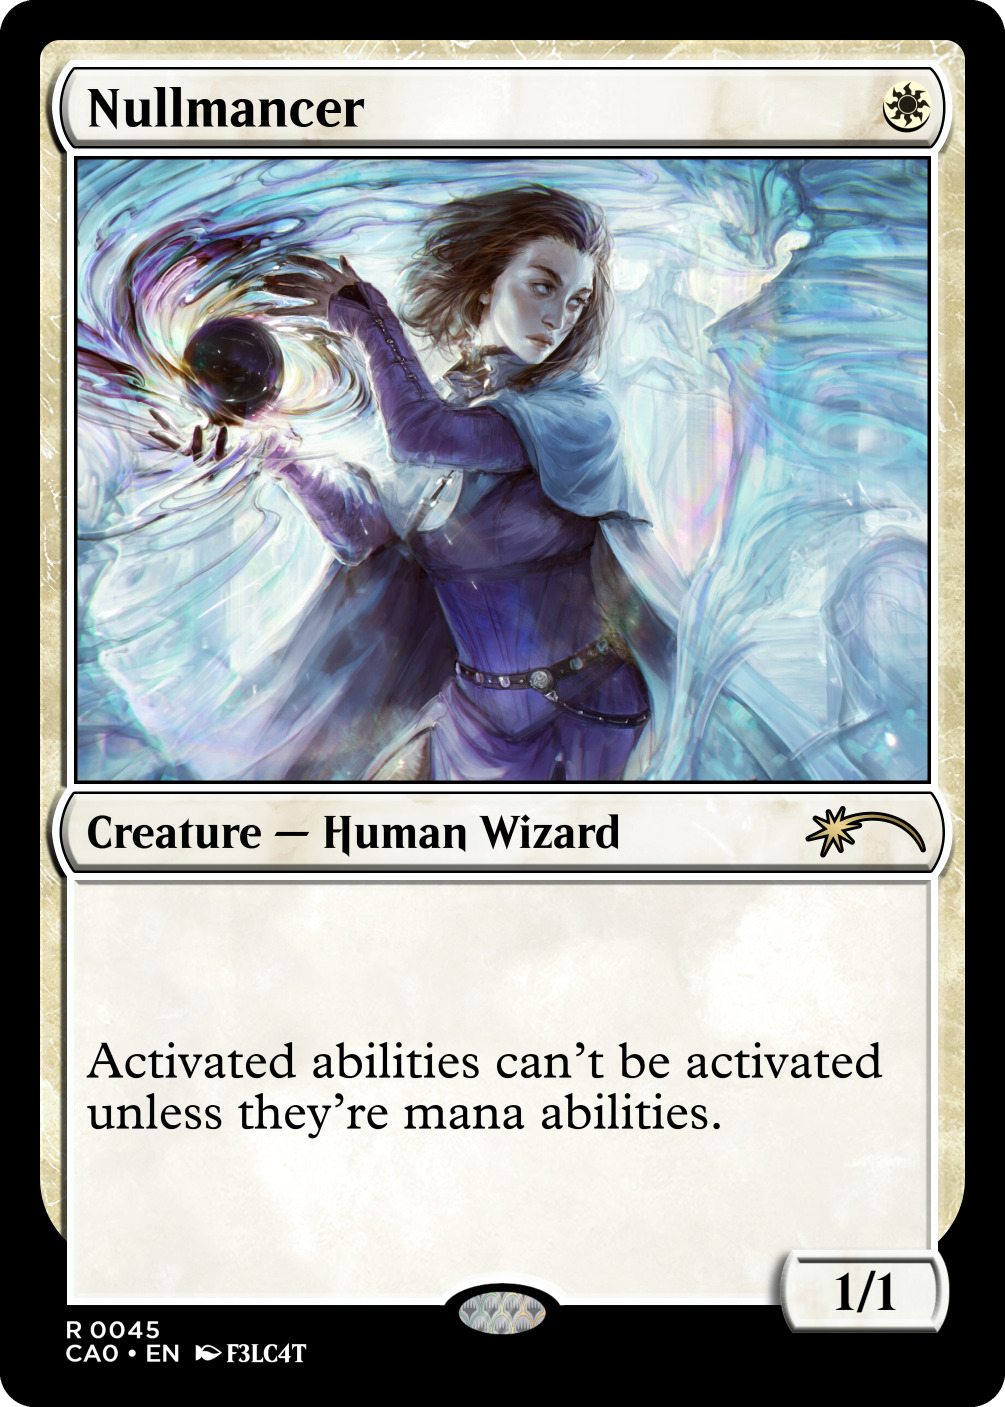 Nullmancer
Creature — Human Wizard
Activated abilities can't be activated
unless they're mana abilities.
1/1
R 0045
CAO • EN F3LC4T